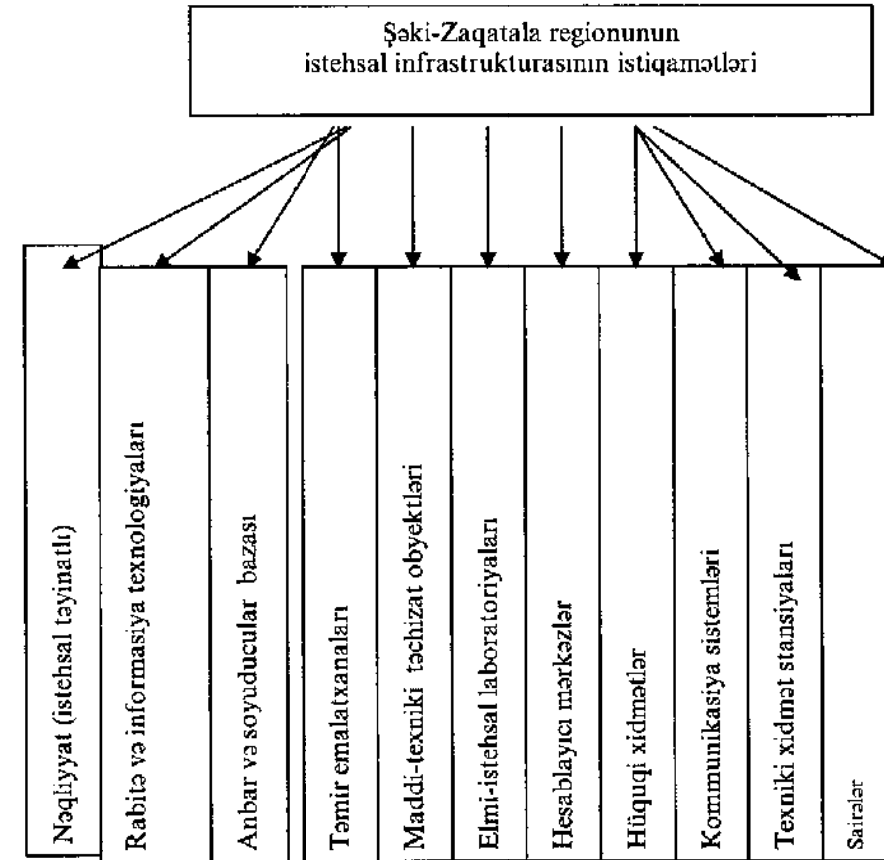 Şəki-Zaqatala regionunun
istehsal infrastrukturasının istiqamətləri
Nəqliyyat (istehsal təyinatlı)
Rabitə və informasiya texnologiyaları
Anbar və soyuducular bazası
Təmir emalatxanaları
Maddi-texniki təchizat obyektləri
Elmi-istehsal laboratoriyaları
Hesablayıcı mərkəzlər
Hüquqi xidmətlər
Kommunikasiya sistemləri
Texniki xidmət stansiyaları
Sairələr